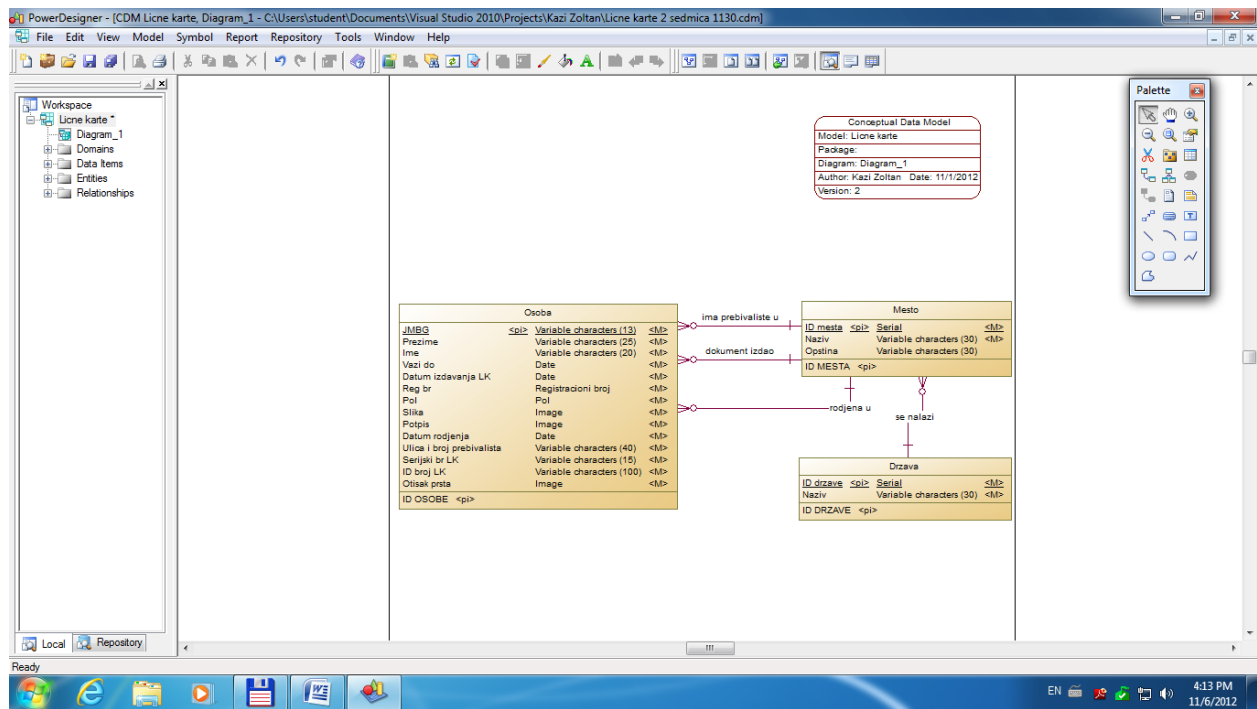 PowerDesigner - [CDM Licne karte, Diagram_1 - C:\Users\student\Documents\Visual Studio 2010\Projects\Kazi Zoltan\Licne karte 2 sedmica 1130.cdm]
File Edit View Model Symbol Report Repository Tools Window Help
Workspace
Licne karte *
Diagram_1
Domains
Data Items
Entities
Relationships
Palette
Conceptual Data Model
Model: Licne karte
Package:
Diagram: Diagram_1
Author: Kazi Zoltan Date: 11/1/2012
Version: 2
Osoba
JMBG <pi> Variable characters (13) <M>
Prezime Variable characters (25) <M>
Ime Variable characters (20) <M>
Vazi do Date <M>
Datum izdavanja LK Date <M>
Reg br Registracioni broj <M>
Pol Pol <M>
Slika Image <M>
Potpis Image <M>
Datum rodjenja Date <M>
Ulica i broj prebivalista Variable characters (40) <M>
Serijski br LK Variable characters (15) <M>
ID broj LK Variable characters (100) <M>
Otisak prsta Image <M>
ID OSOBE <pi>
ima prebivaliste u
dokument izdao
rodjena u
se nalazi
Mesto
ID mesta <pi> Serial <M>
Naziv Variable characters (30) <M>
Opstina Variable characters (30)
ID MESTA <pi>
Drzava
ID drzave <pi> Serial <M>
Naziv Variable characters (30) <M>
ID DRZAVE <pi>
Local Repository
Ready
EN
4:13 PM
11/6/2012